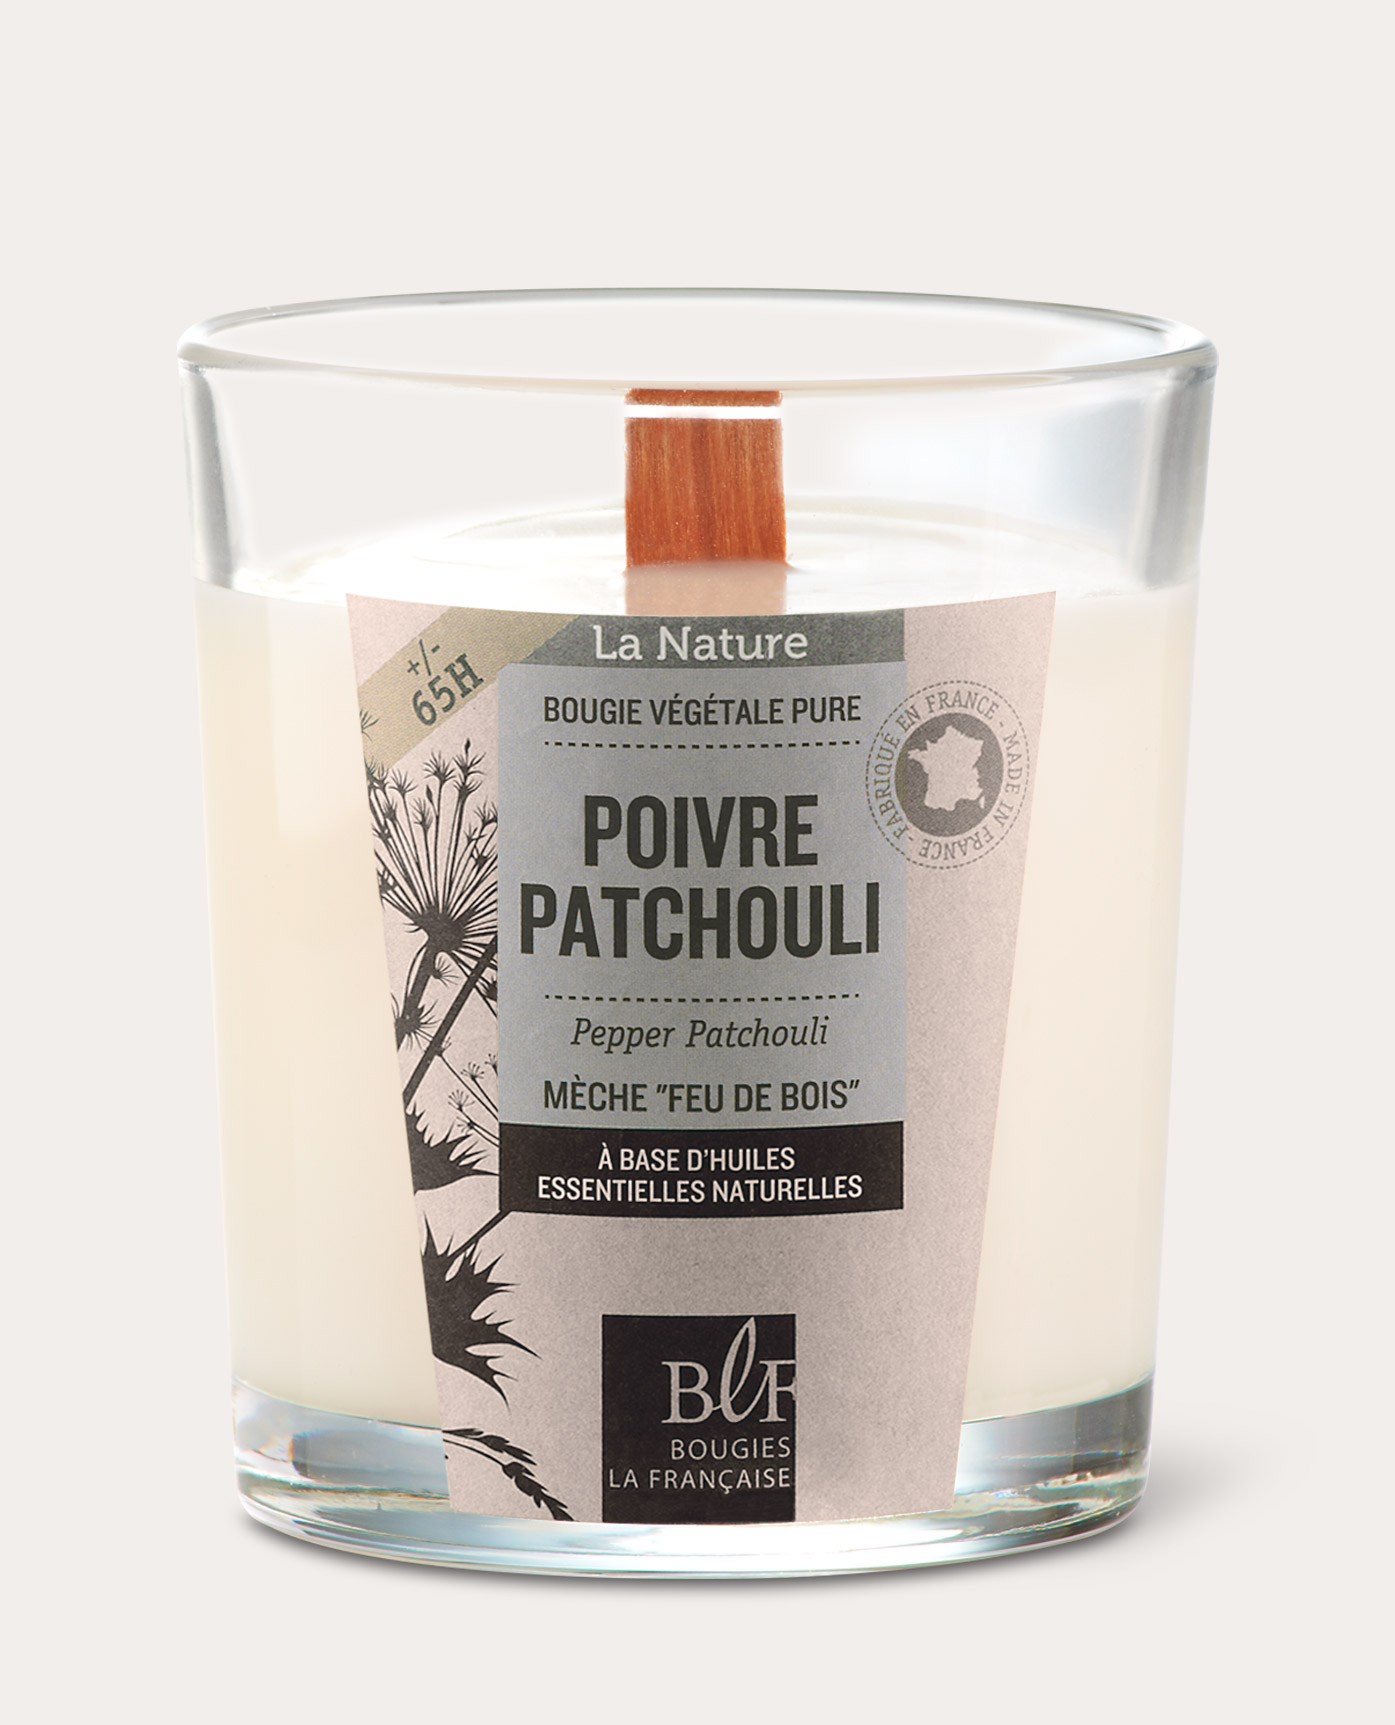 +/-
65H
La Nature
BOUGIE VÉGÉTALE PURE
FABRIQUÉ EN FRANCE - MADE IN FRANCE -
POIVRE
PATCHOULI
Pepper Patchouli
MÈCHE "FEU DE BOIS"
À BASE D'HUILES
ESSENTIELLES NATURELLES
BLF
BOUGIES
LA FRANÇAISE